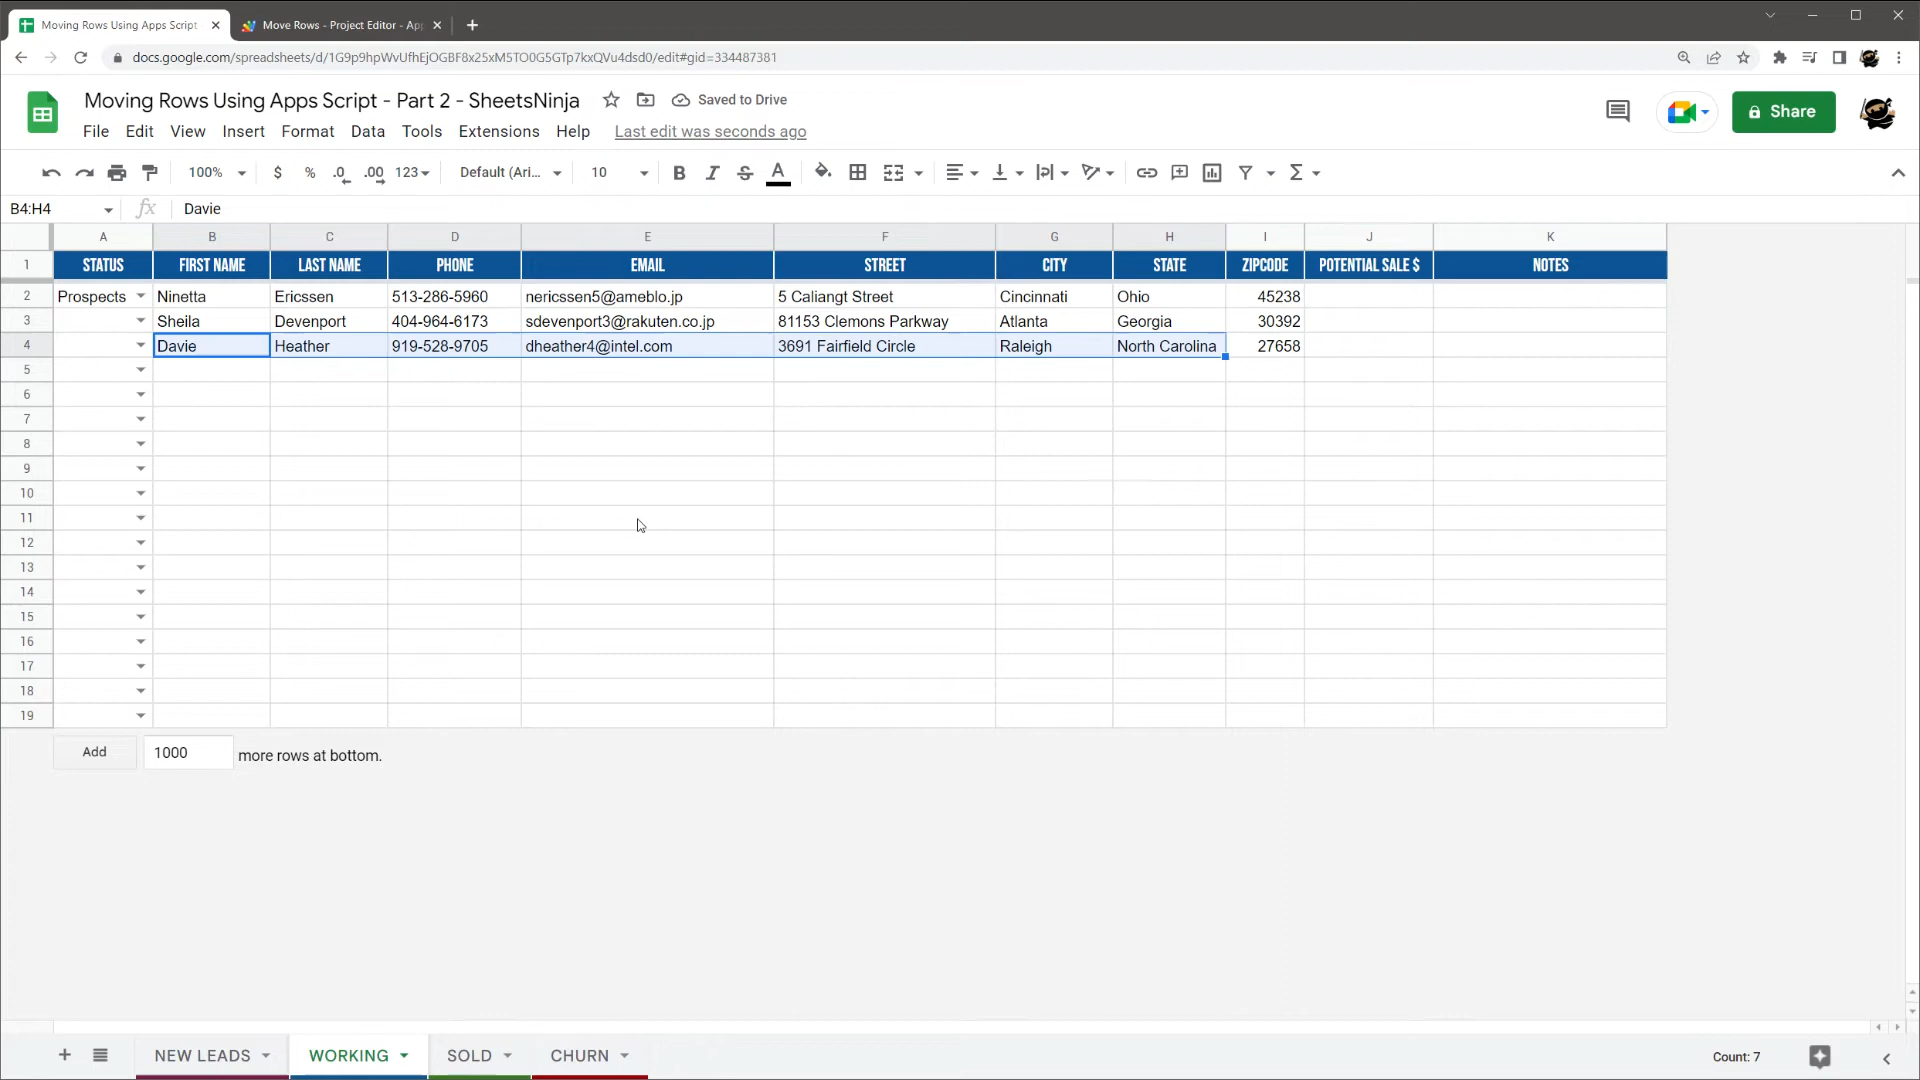 Moving Rows Using Apps Script
Move Rows - Project Editor - App
docs.google.com/spreadsheets/d/1G9p9hpWvUfhEjOGBF8x25xM5TO0G5GTp7kxQVu4dsd0/edit#gid=334487381
Moving Rows Using Apps Script - Part 2 - SheetsNinja
Saved to Drive
Share
File Edit View Insert Format Data Tools Extensions Help Last edit was seconds ago
100% $ % .0 .00 123 Default (Ari... 10 B I S A
B4:H4 fx Davie
A B C D E F G H I J K
1 STATUS FIRST NAME LAST NAME PHONE EMAIL STREET CITY STATE ZIPCODE POTENTIAL SALE $ NOTES
2 Prospects Ninetta Ericssen 513-286-5960 nericssen5@ameblo.jp 5 Caliangt Street Cincinnati Ohio 45238
3 Sheila Devenport 404-964-6173 sdevenport3@rakuten.co.jp 81153 Clemons Parkway Atlanta Georgia 30392
4 Davie Heather 919-528-9705 dheather4@intel.com 3691 Fairfield Circle Raleigh North Carolina 27658
5
6
7
8
9
10
11
12
13
14
15
16
17
18
19
Add 1000 more rows at bottom.
NEW LEADS WORKING SOLD CHURN Count: 7